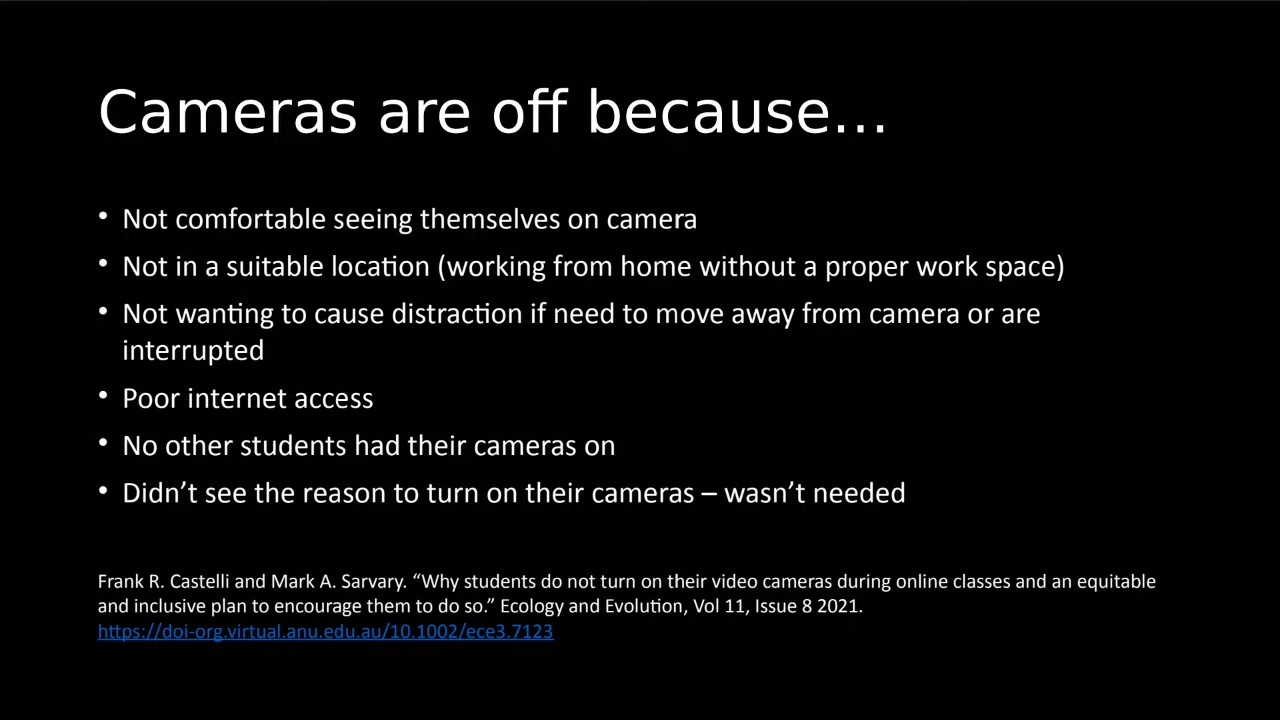 Cameras are off because...
• Not comfortable seeing themselves on camera
• Not in a suitable location (working from home without a proper work space)
• Not wanting to cause distraction if need to move away from camera or are
interrupted
• Poor internet access
• No other students had their cameras on
• Didn’t see the reason to turn on their cameras – wasn’t needed
Frank R. Castelli and Mark A. Sarvary. “Why students do not turn on their video cameras during online classes and an equitable
and inclusive plan to encourage them to do so.” Ecology and Evolution, Vol 11, Issue 8 2021.
https://doi-org.virtual.anu.edu.au/10.1002/ece3.7123